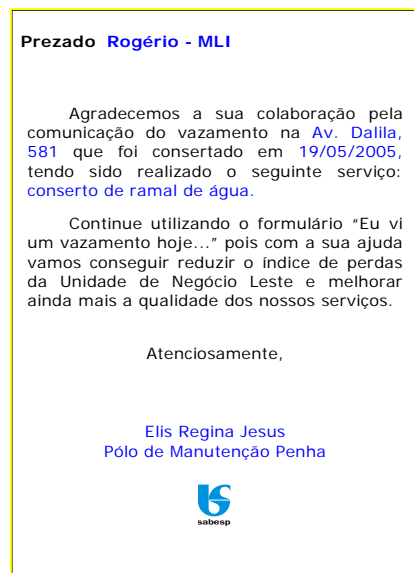 Prezado Rogério - MLI
Agradecemos a sua colaboração pela
comunicação do vazamento na Av. Dalila,
581 que foi consertado em 19/05/2005,
tendo sido realizado o seguinte serviço:
conserto de ramal de água.
Continue utilizando o formulário "Eu vi
um vazamento hoje..." pois com a sua ajuda
vamos conseguir reduzir o índice de perdas
da Unidade de Negócio Leste e melhorar
ainda mais a qualidade dos nossos serviços.
Atenciosamente,
Elis Regina Jesus
Pólo de Manutenção Penha
sabesp